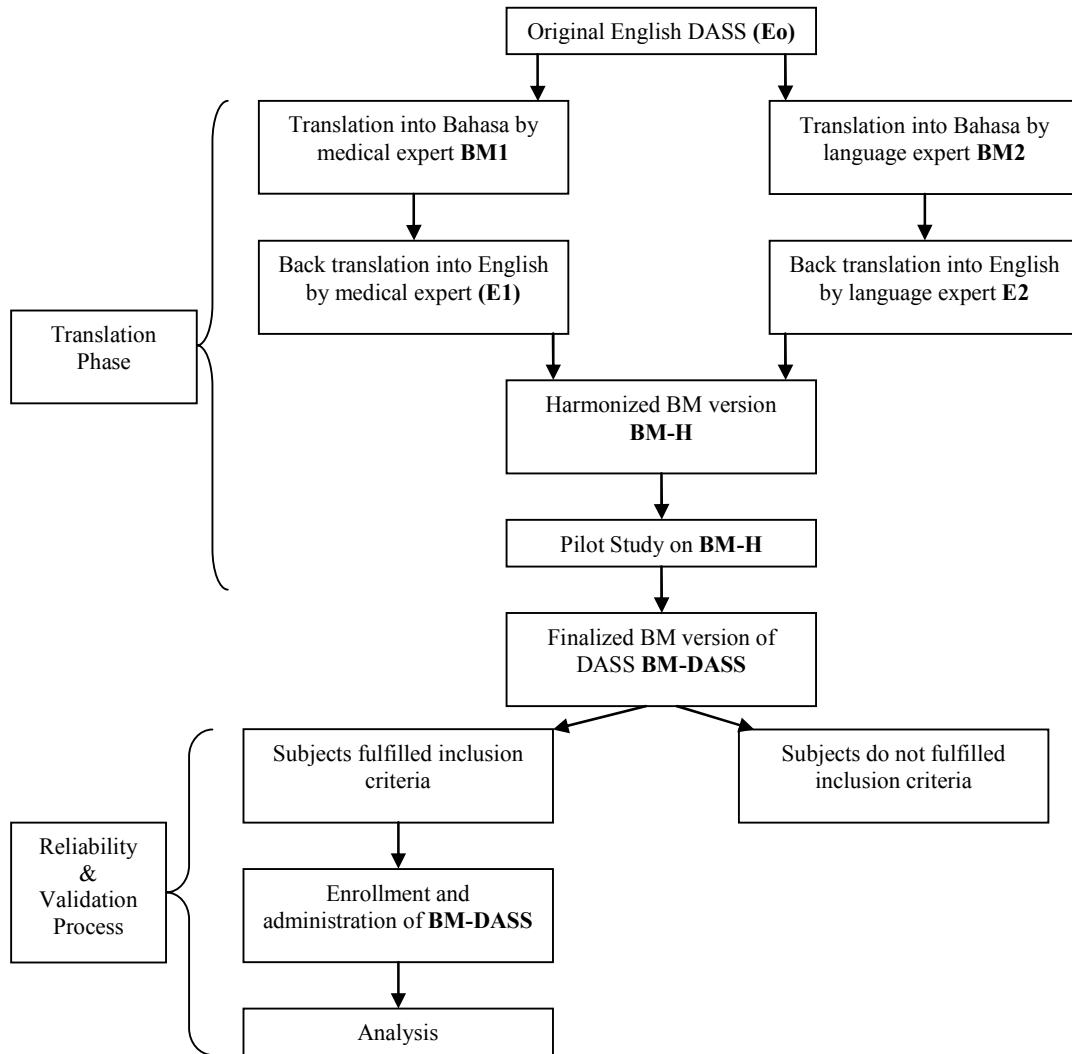 Original English DASS (Eo)
Translation into Bahasa by
medical expert BM1
Translation into Bahasa by
language expert BM2
Back translation into English
by medical expert (E1)
Back translation into English
by language expert E2
Translation
Phase
Harmonized BM version
BM-H
Pilot Study on BM-H
Finalized BM version of
DASS BM-DASS
Subjects fulfilled inclusion
criteria
Subjects do not fulfilled
inclusion criteria
Reliability
&
Validation
Process
Enrollment and
administration of BM-DASS
Analysis